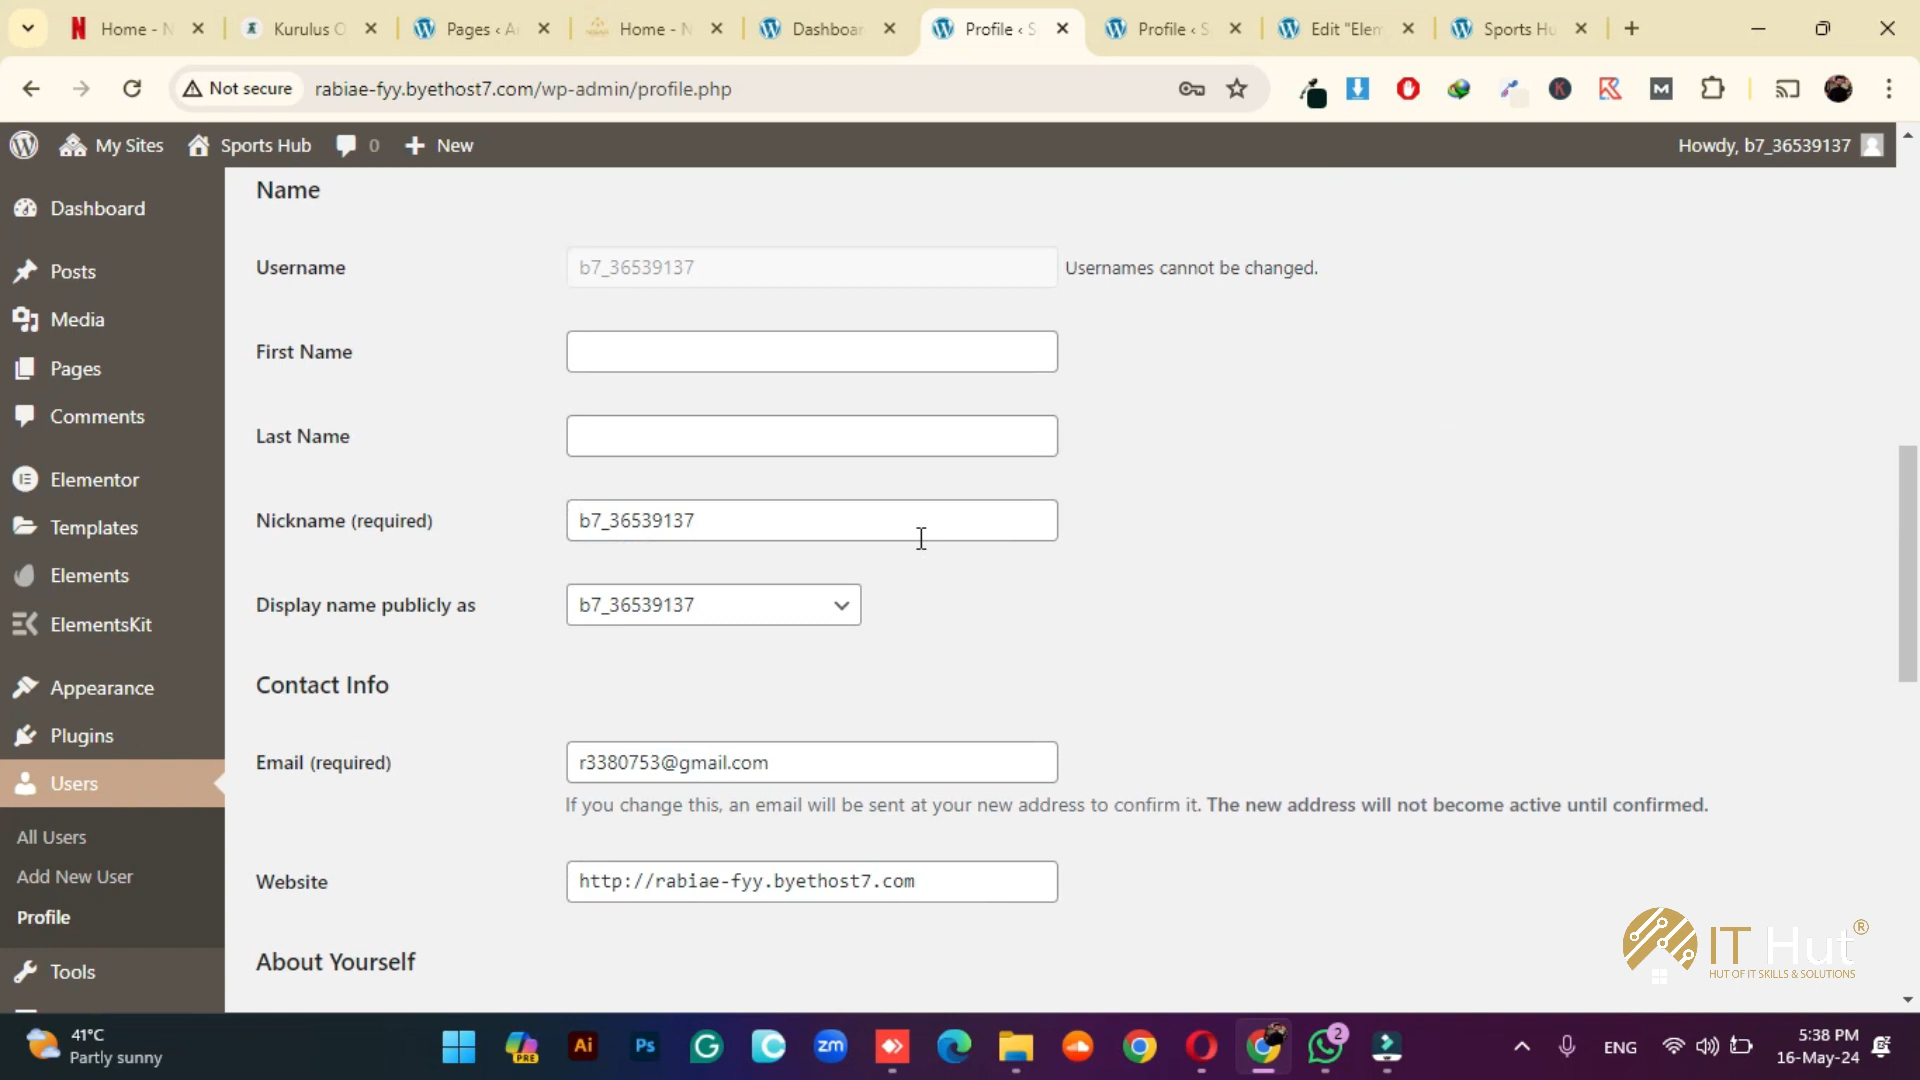 Home - N
Kurulus O
Pages ‹ A
Home - N
Dashboar
Profile ‹ S
Profile ‹ S
Edit "Elem
Sports Hu
Not secure
rabiae-fyy.byethost7.com/wp-admin/profile.php
My Sites
Sports Hub
0
New
Howdy, b7_36539137
Dashboard
Posts
Media
Pages
Comments
Elementor
Templates
Elements
ElementsKit
Appearance
Plugins
Users
All Users
Add New User
Profile
Tools
Name
Username
b7_36539137
Usernames cannot be changed.
First Name
Last Name
Nickname (required)
b7_36539137
Display name publicly as
b7_36539137
Contact Info
Email (required)
r3380753@gmail.com
If you change this, an email will be sent at your new address to confirm it. The new address will not become active until confirmed.
Website
http://rabiae-fyy.byethost7.com
About Yourself
IT Hut®
HUT OF IT SKILLS & SOLUTIONS
41°C
Partly sunny
PRE
Ai
Ps
zm
2
ENG
5:38 PM
16-May-24